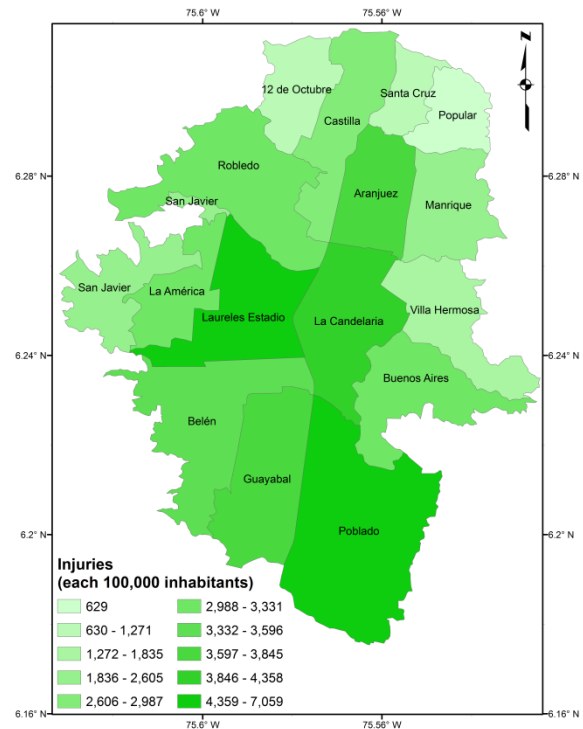 75.6° W 75.56° W
N
12 de Octubre
Santa Cruz
Popular
Castilla
Robledo
6.28° N 6.28° N
San Javier
Aranjuez
Manrique
San Javier
La América
Villa Hermosa
Laureles Estadio
La Candelaria
6.24° N 6.24° N
Buenos Aires
Belén
Guayabal
Poblado
6.2° N 6.2° N
Injuries
(each 100,000 inhabitants)
629
630 - 1,271
1,272 - 1,835
1,836 - 2,605
2,606 - 2,987
2,988 - 3,331
3,332 - 3,596
3,597 - 3,845
3,846 - 4,358
4,359 - 7,059
6.16° N 6.16° N
75.6° W 75.56° W